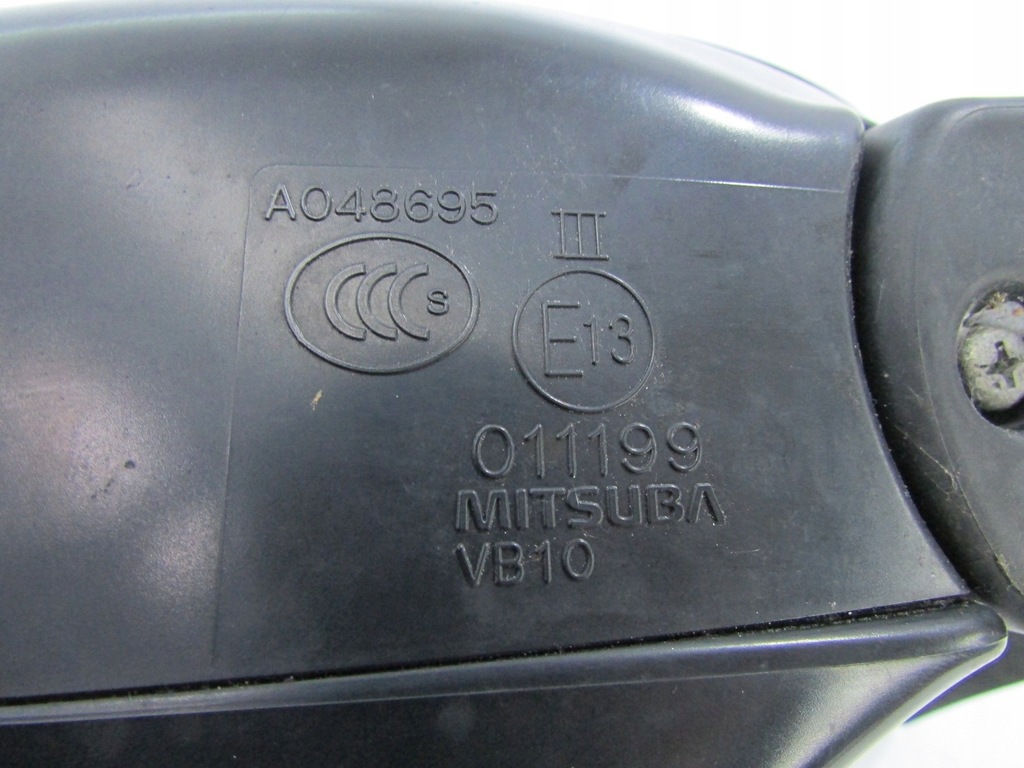 A048695
III
CCC S
E13
011199
MITSUBA
VB10